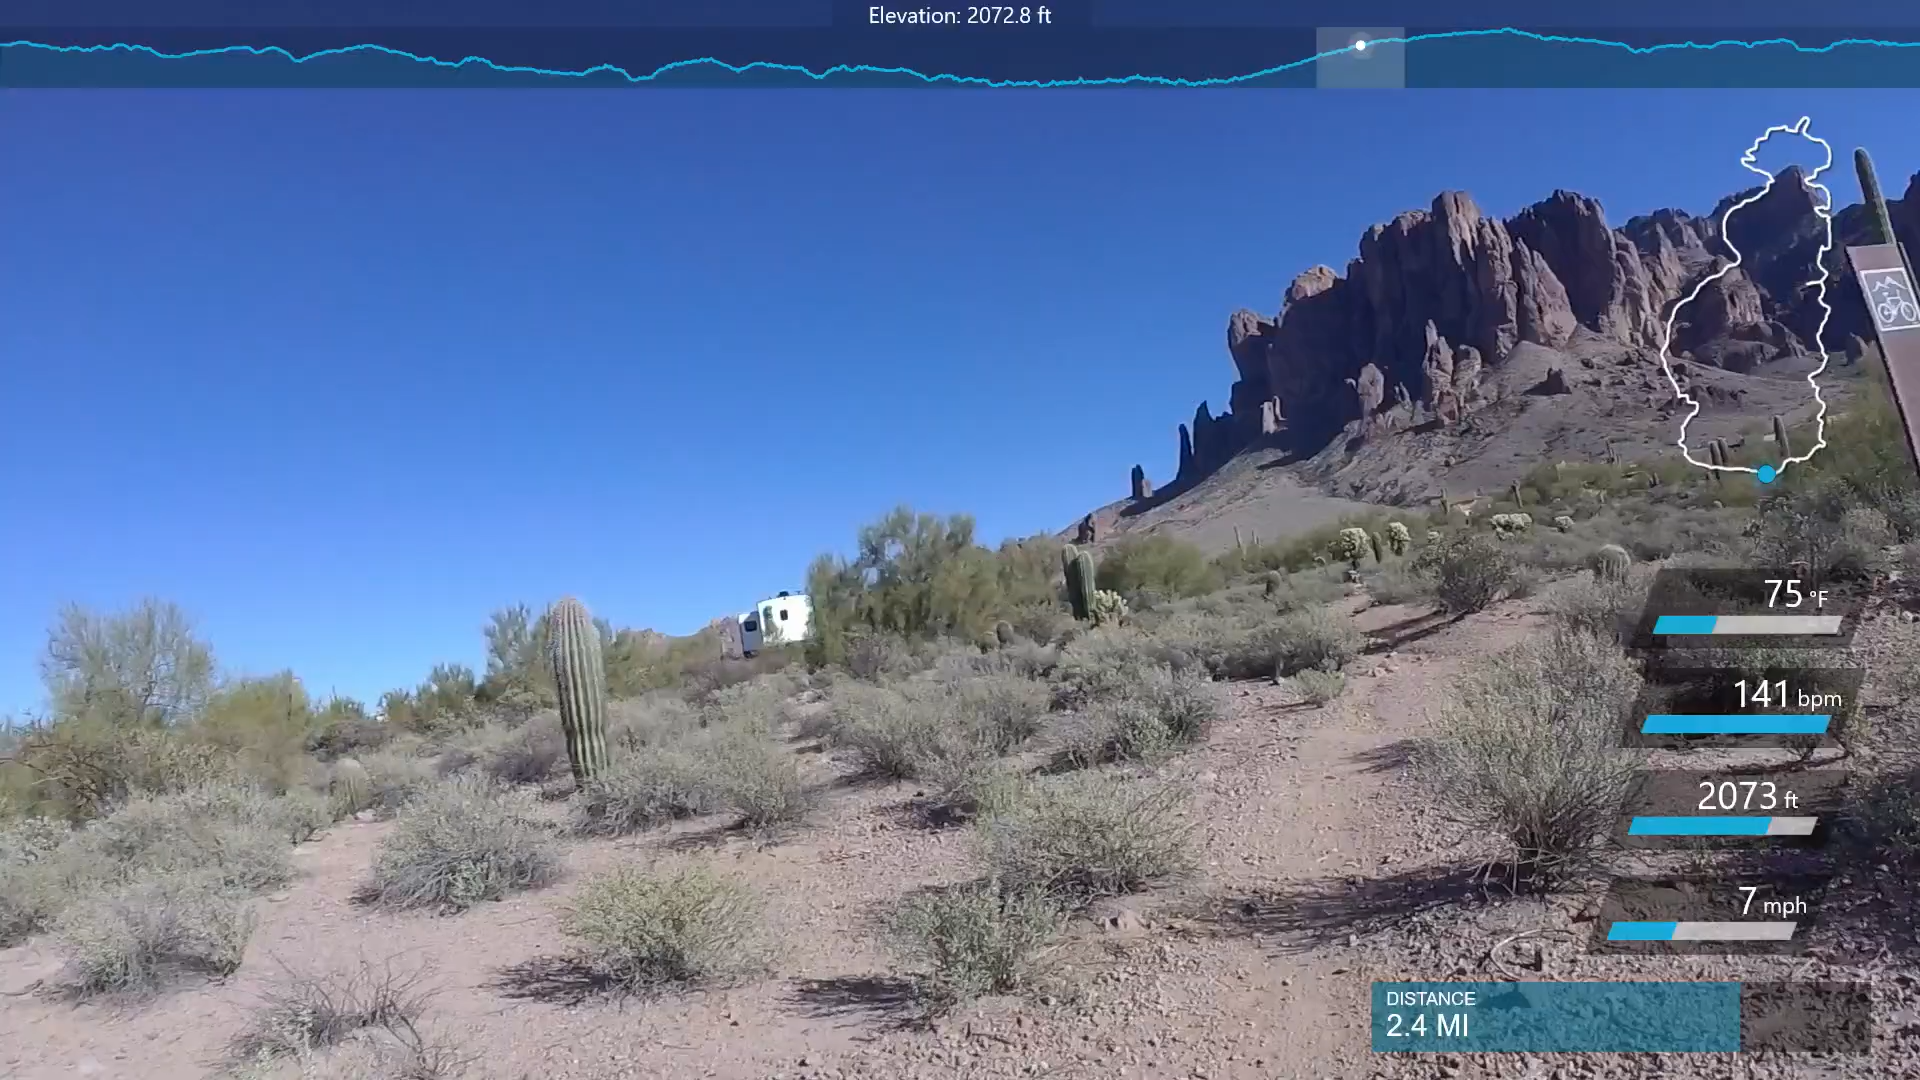 Elevation: 2072.8 ft
75 °F
141 bpm
2073 ft
7 mph
DISTANCE
2.4 MI